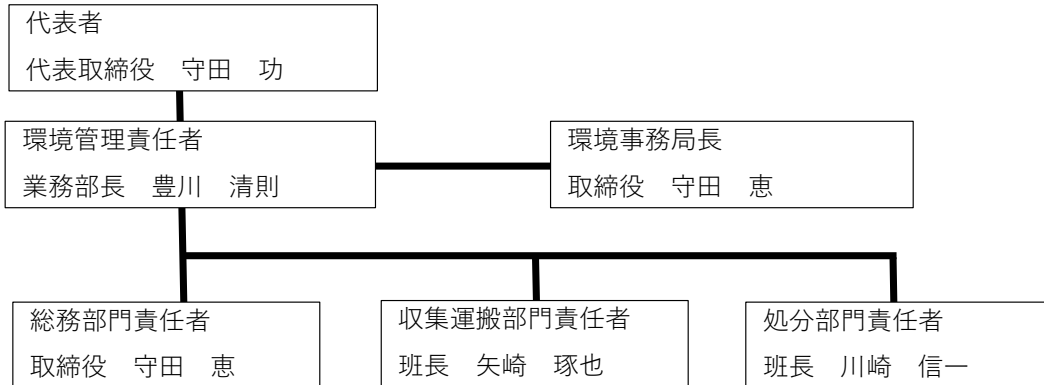 代表者
代表取締役　守田　功
環境管理責任者
業務部長　豊川　清則
環境事務局長
取締役　守田　恵
総務部門責任者
取締役　守田　恵
収集運搬部門責任者
班長　矢崎　琢也
処分部門責任者
班長　川崎　信一